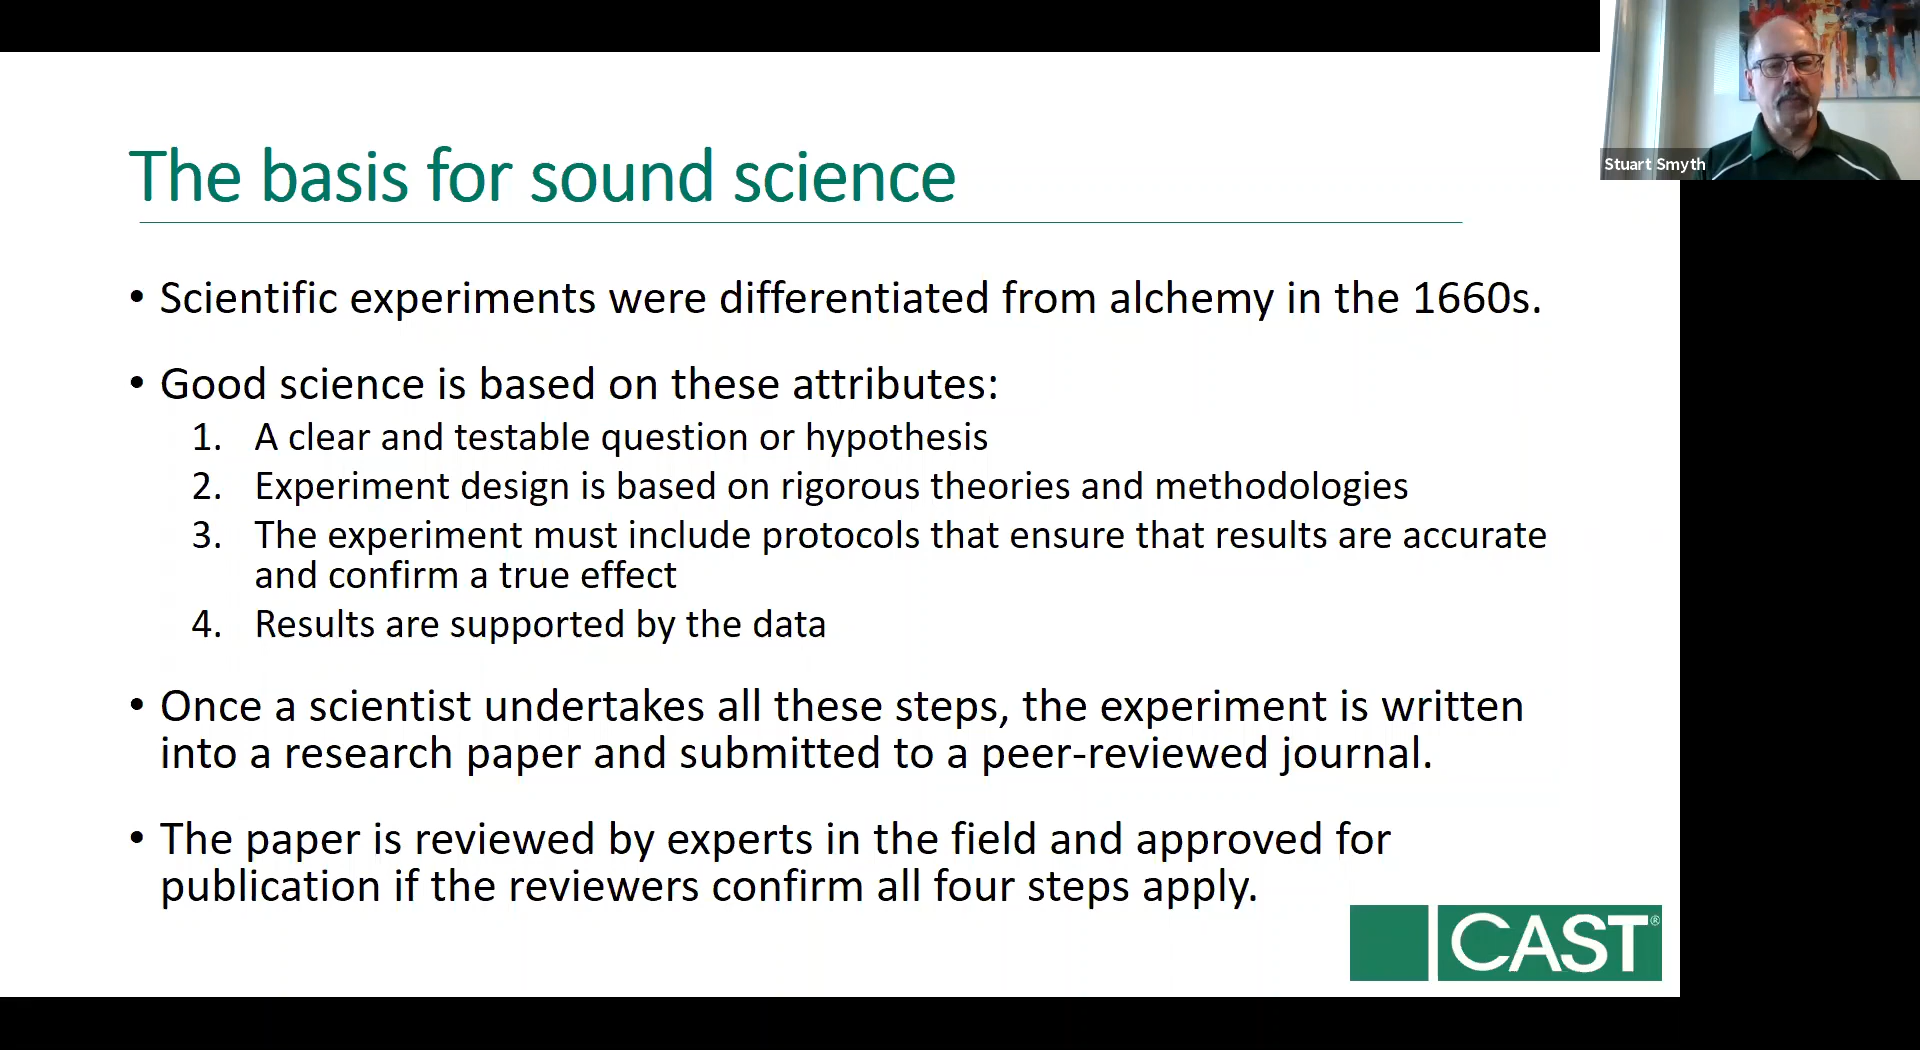 The basis for sound science
Stuart Smyth
• Scientific experiments were differentiated from alchemy in the 1660s.
• Good science is based on these attributes:
1. A clear and testable question or hypothesis
2. Experiment design is based on rigorous theories and methodologies
3. The experiment must include protocols that ensure that results are accurate
and confirm a true effect
4. Results are supported by the data
• Once a scientist undertakes all these steps, the experiment is written
into a research paper and submitted to a peer-reviewed journal.
• The paper is reviewed by experts in the field and approved for
publication if the reviewers confirm all four steps apply.
CAST®